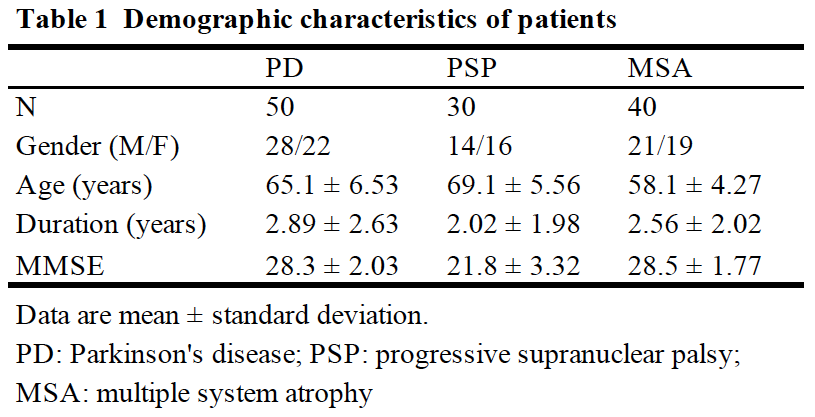 Table 1 Demographic characteristics of patients
PD PSP MSA
N 50 30 40
Gender (M/F) 28/22 14/16 21/19
Age (years) 65.1 ± 6.53 69.1 ± 5.56 58.1 ± 4.27
Duration (years) 2.89 ± 2.63 2.02 ± 1.98 2.56 ± 2.02
MMSE 28.3 ± 2.03 21.8 ± 3.32 28.5 ± 1.77
Data are mean ± standard deviation.
PD: Parkinson's disease; PSP: progressive supranuclear palsy;
MSA: multiple system atrophy